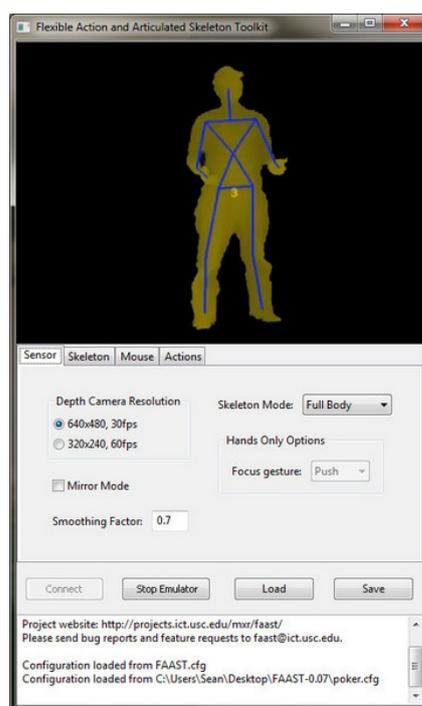 Flexible Action and Articulated Skeleton Toolkit
3
Sensor Skeleton Mouse Actions
Depth Camera Resolution
640x480, 30fps
320x240, 60fps
Skeleton Mode: Full Body
Hands Only Options
Focus gesture: Push
Mirror Mode
Smoothing Factor: 0.7
Connect Stop Emulator Load Save
Project website: http://projects.ict.usc.edu/mxr/faast/
Please send bug reports and feature requests to faast@ict.usc.edu.
Configuration loaded from FAAST.cfg
Configuration loaded from C:\Users\Sean\Desktop\FAAST-0.07\poker.cfg